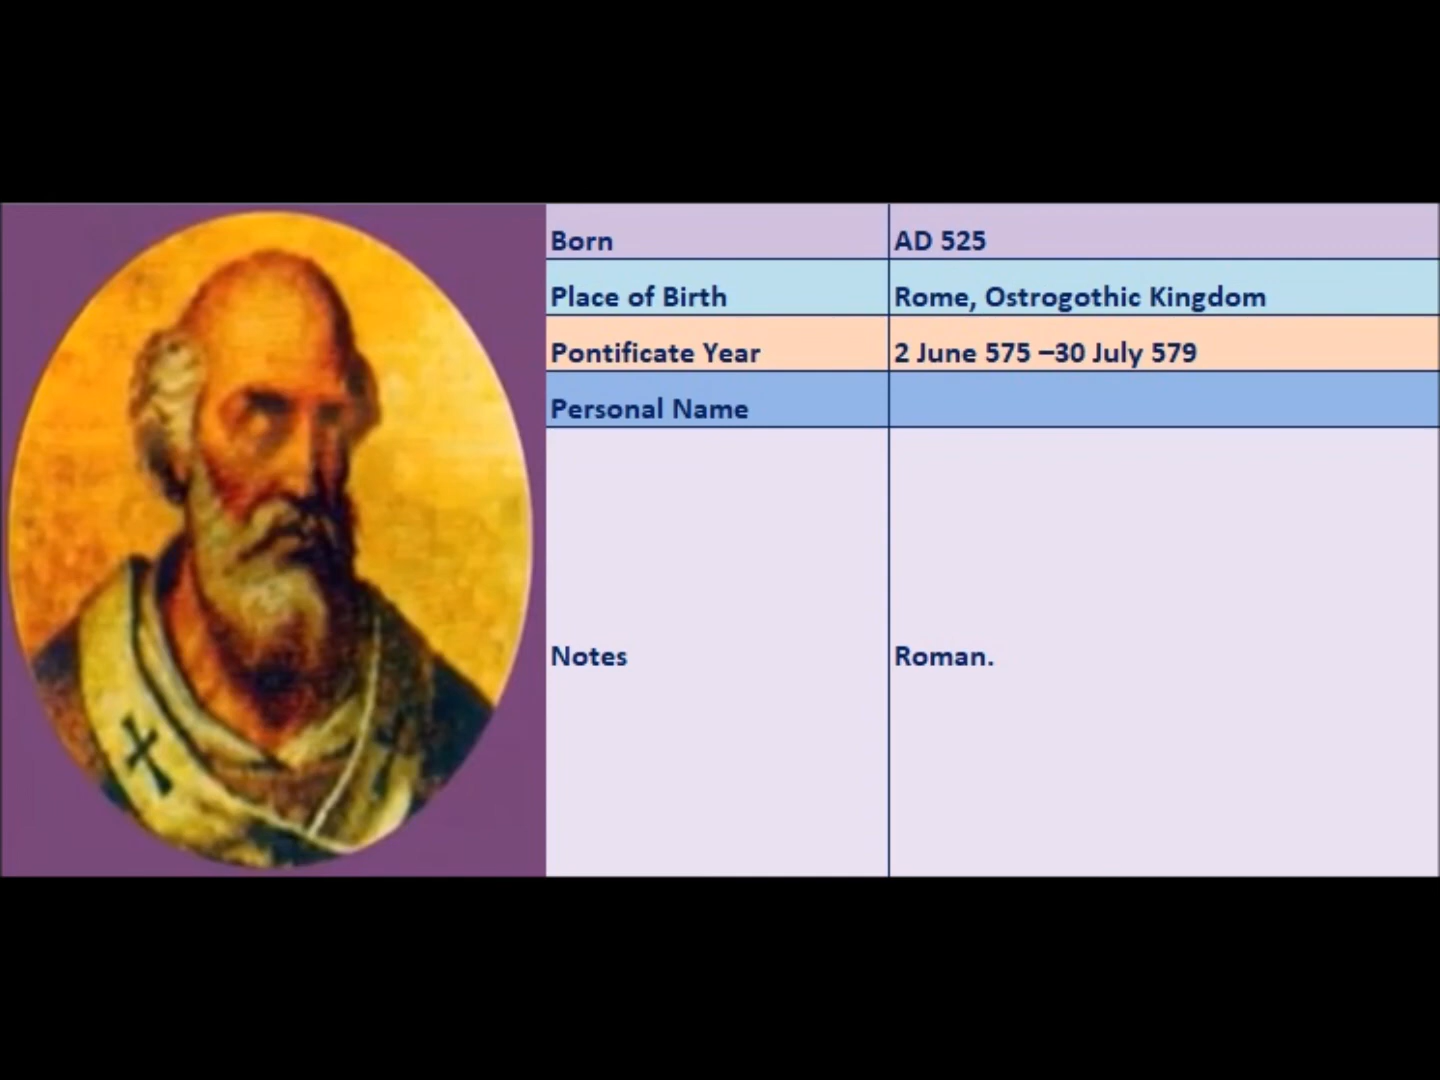 Born AD 525
Place of Birth Rome, Ostrogothic Kingdom
Pontificate Year 2 June 575 –30 July 579
Personal Name
Notes Roman.